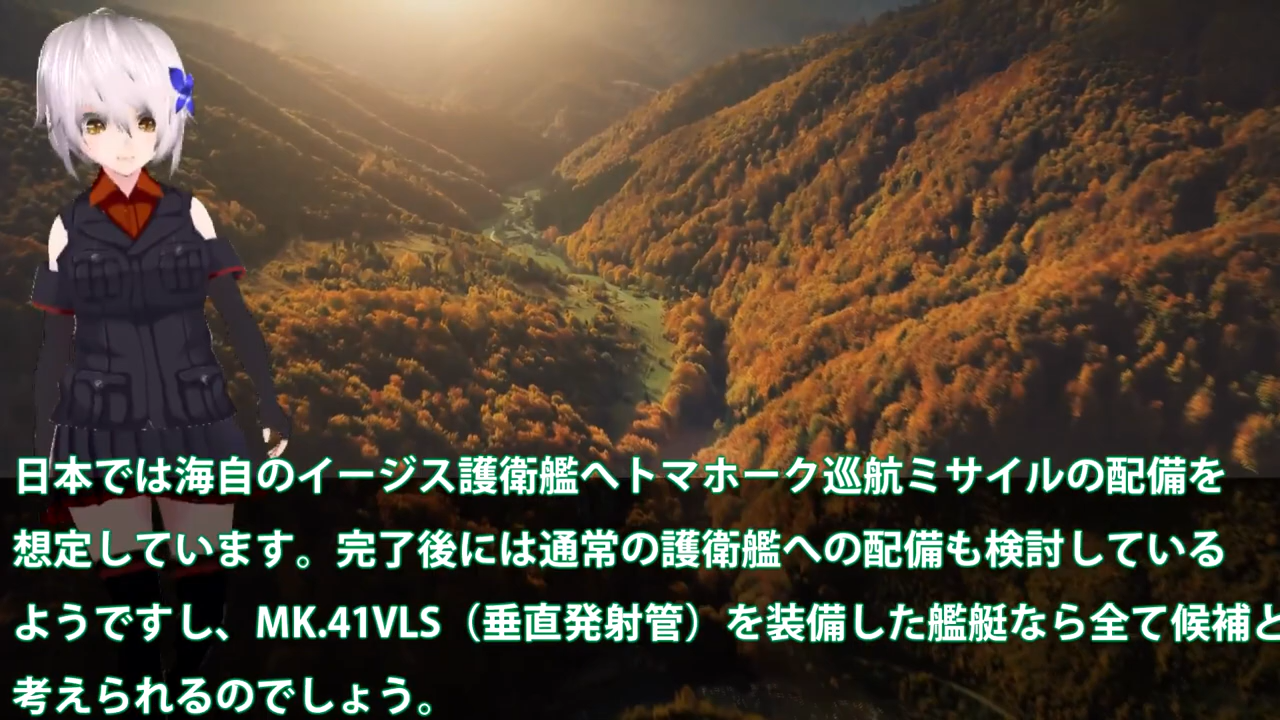 日本では海自のイージス護衛艦へトマホーク巡航ミサイルの配備を
想定しています。完了後には通常の護衛艦への配備も検討している
ようですし、MK.41VLS（垂直発射管）を装備した艦艇なら全て候補と
考えられるのでしょう。